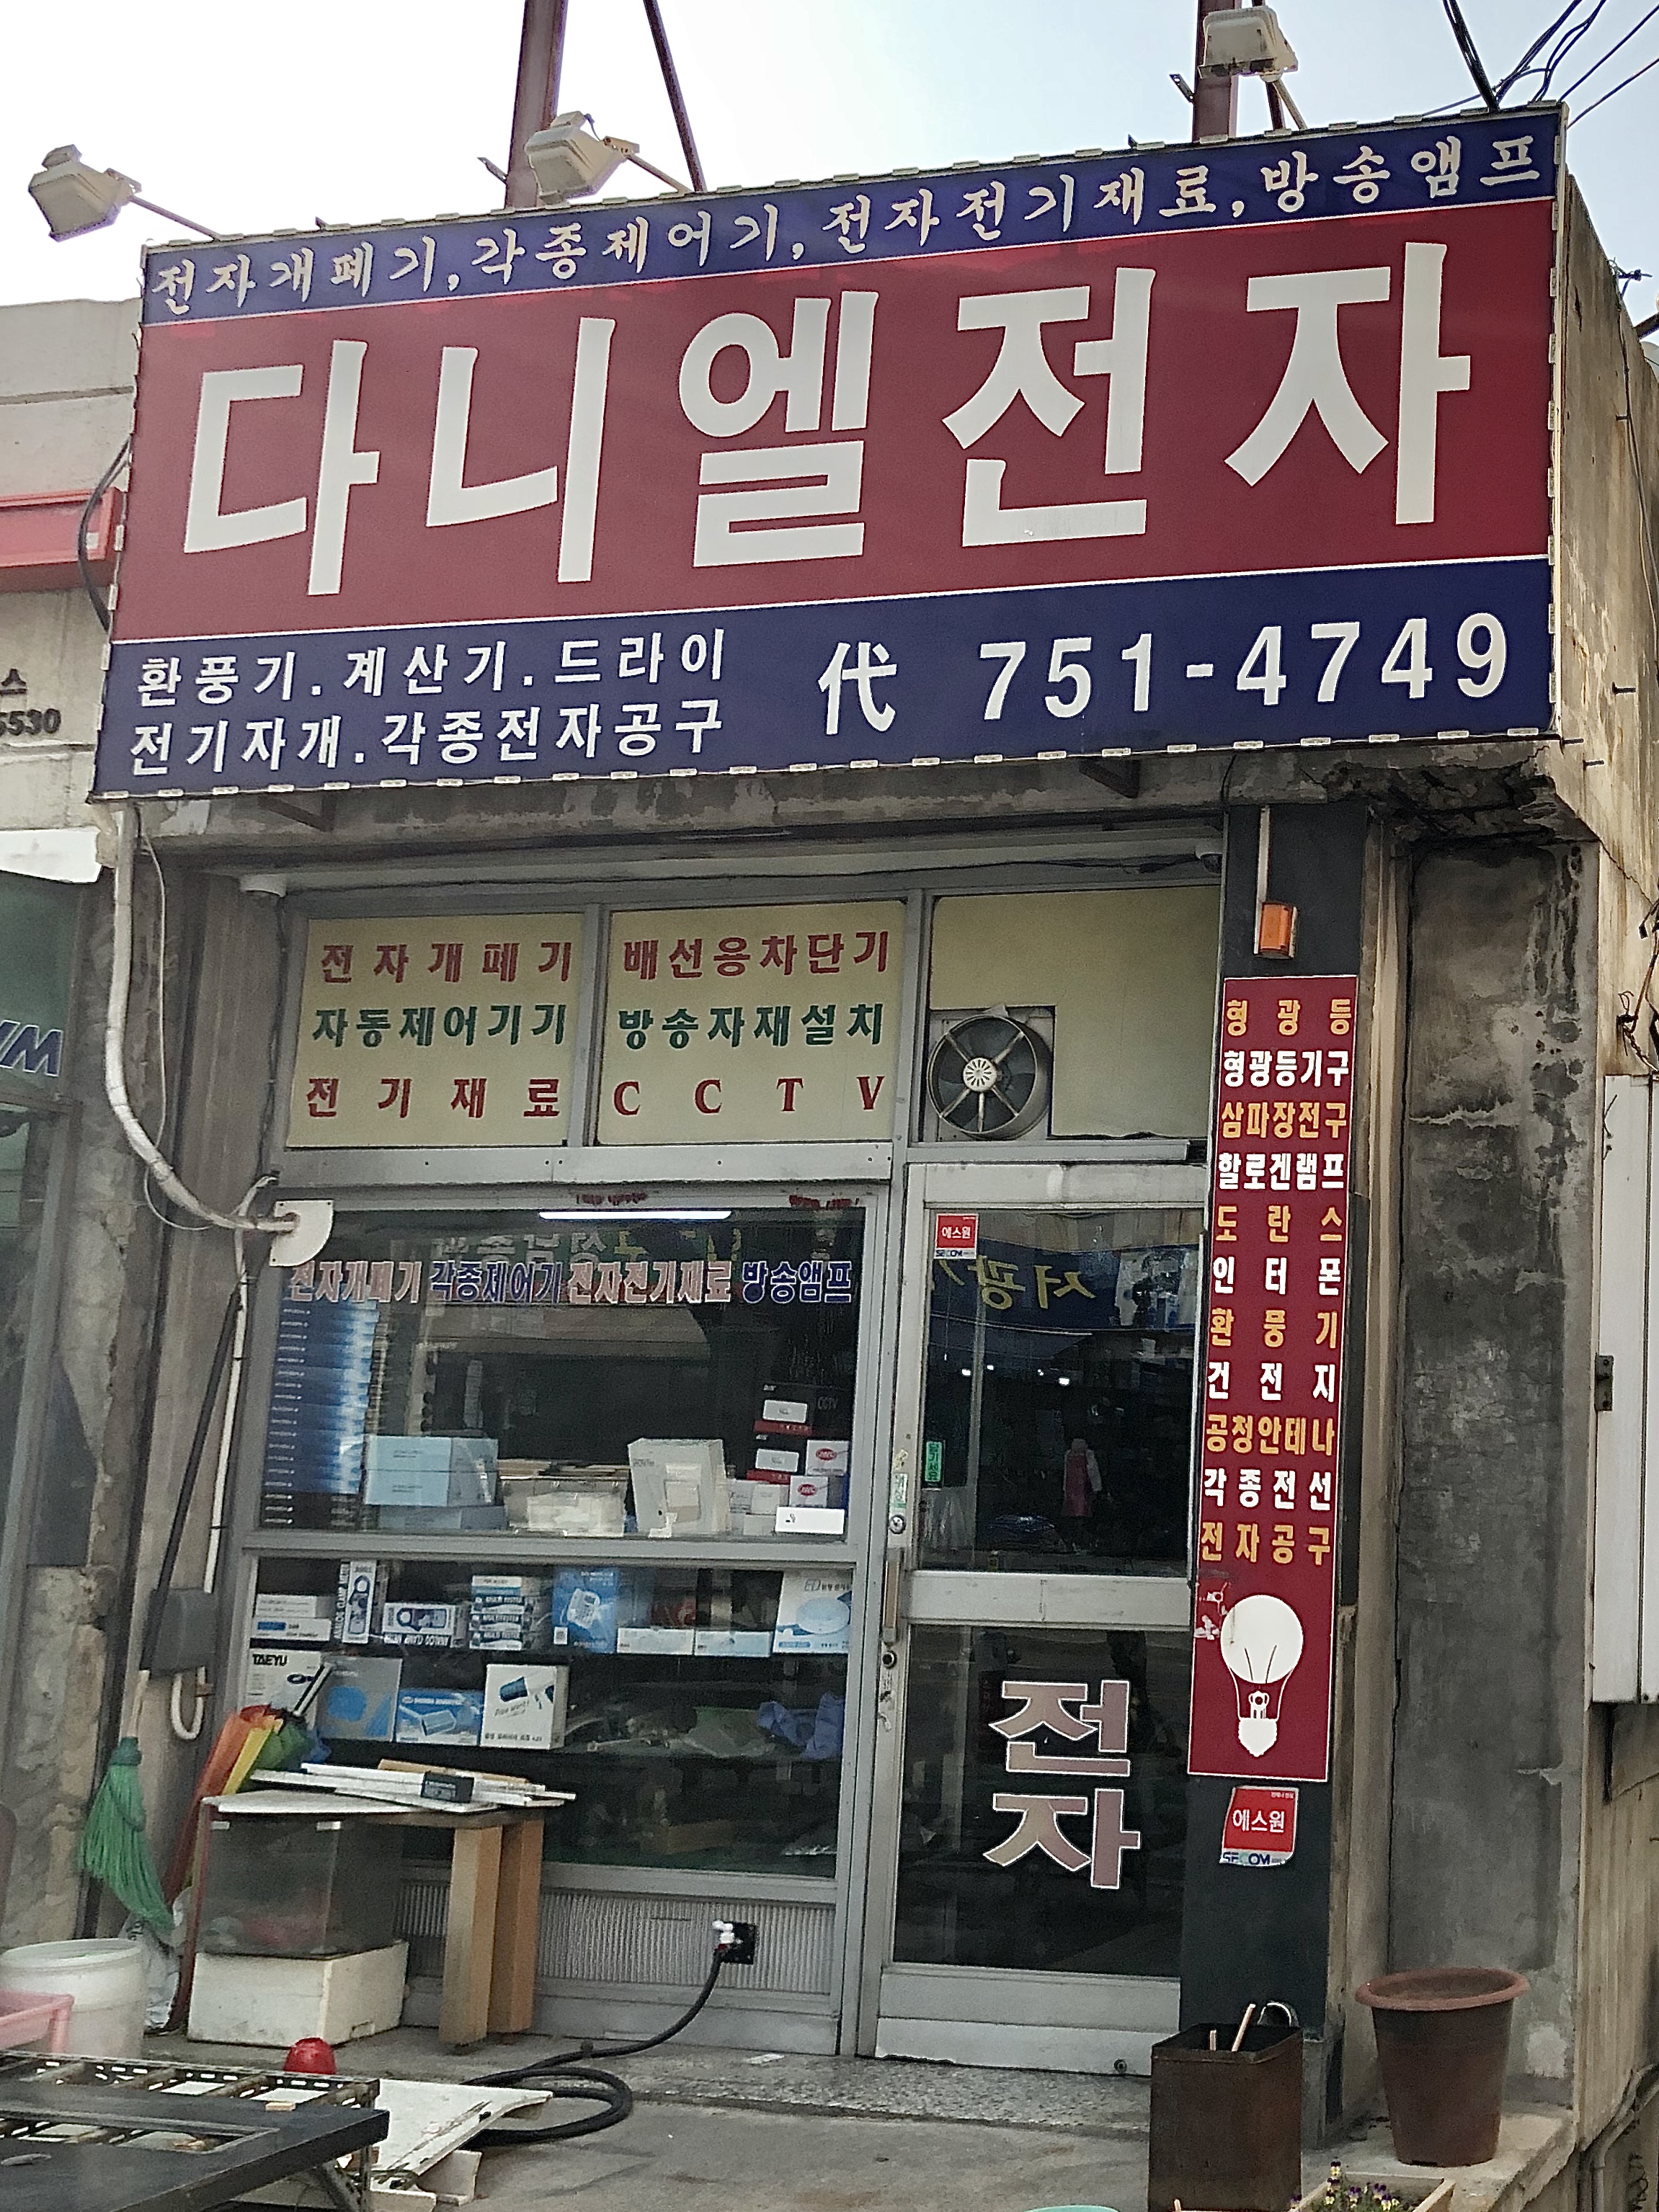 전자개폐기, 각종제어기, 전자전기재료, 방송앰프
다니엘전자
환풍기. 계산기. 드라이
전기자개. 각종전자공구
代 751-4749
스
5530
전자개폐기
자동제어기기
전기재료
배선용차단기
방송자재설치
CCTV
전자개폐기 각종제어기 전자전기재료 방송앰프
에스원
형광등
형광등기구
삼파장전구
할로겐램프
도란스
인터폰
환풍기
건전지
공청안테나
각종전선
전자공구
TAEYU
전자
에스원